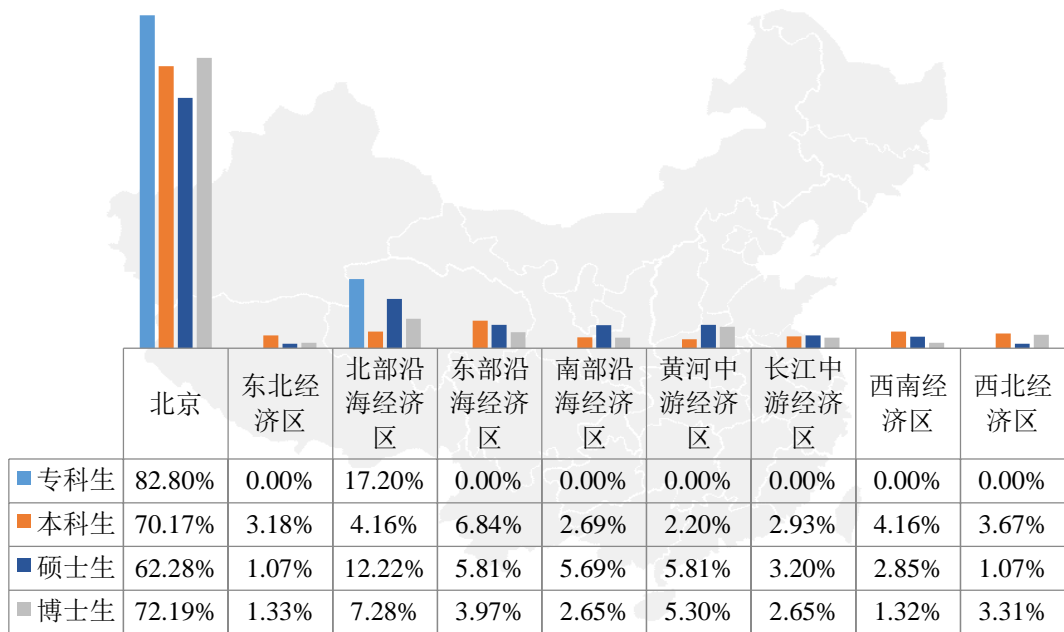 北京 东北经济区 北部沿海经济区 东部沿海经济区 南部沿海经济区 黄河中游经济区 长江中游经济区 西南经济区 西北经济区
专科生 82.80% 0.00% 17.20% 0.00% 0.00% 0.00% 0.00% 0.00% 0.00%
本科生 70.17% 3.18% 4.16% 6.84% 2.69% 2.20% 2.93% 4.16% 3.67%
硕士生 62.28% 1.07% 12.22% 5.81% 5.69% 5.81% 3.20% 2.85% 1.07%
博士生 72.19% 1.33% 7.28% 3.97% 2.65% 5.30% 2.65% 1.32% 3.31%